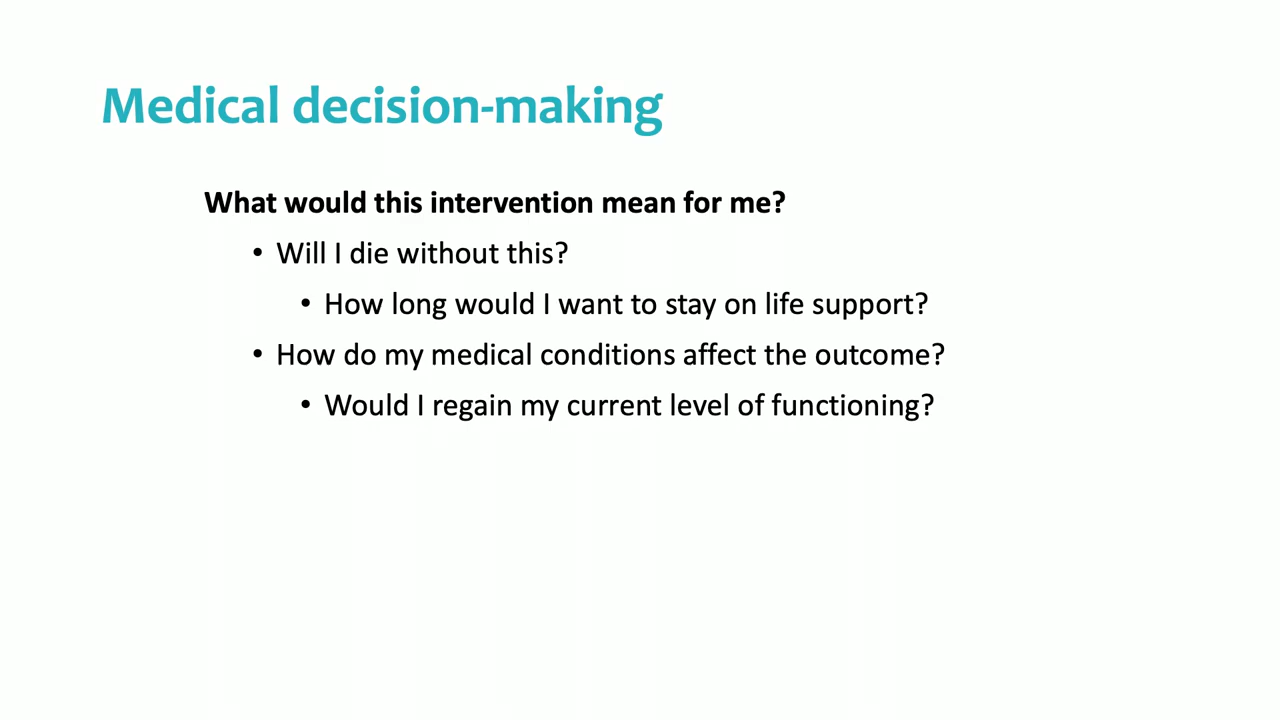 Medical decision-making
What would this intervention mean for me?
• Will I die without this?
• How long would I want to stay on life support?
• How do my medical conditions affect the outcome?
• Would I regain my current level of functioning?